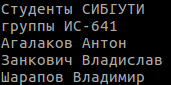 Студенты СИБГУТИ
группы ИС-641
Агалаков Антон
Занкович Владислав
Шарапов Владимир